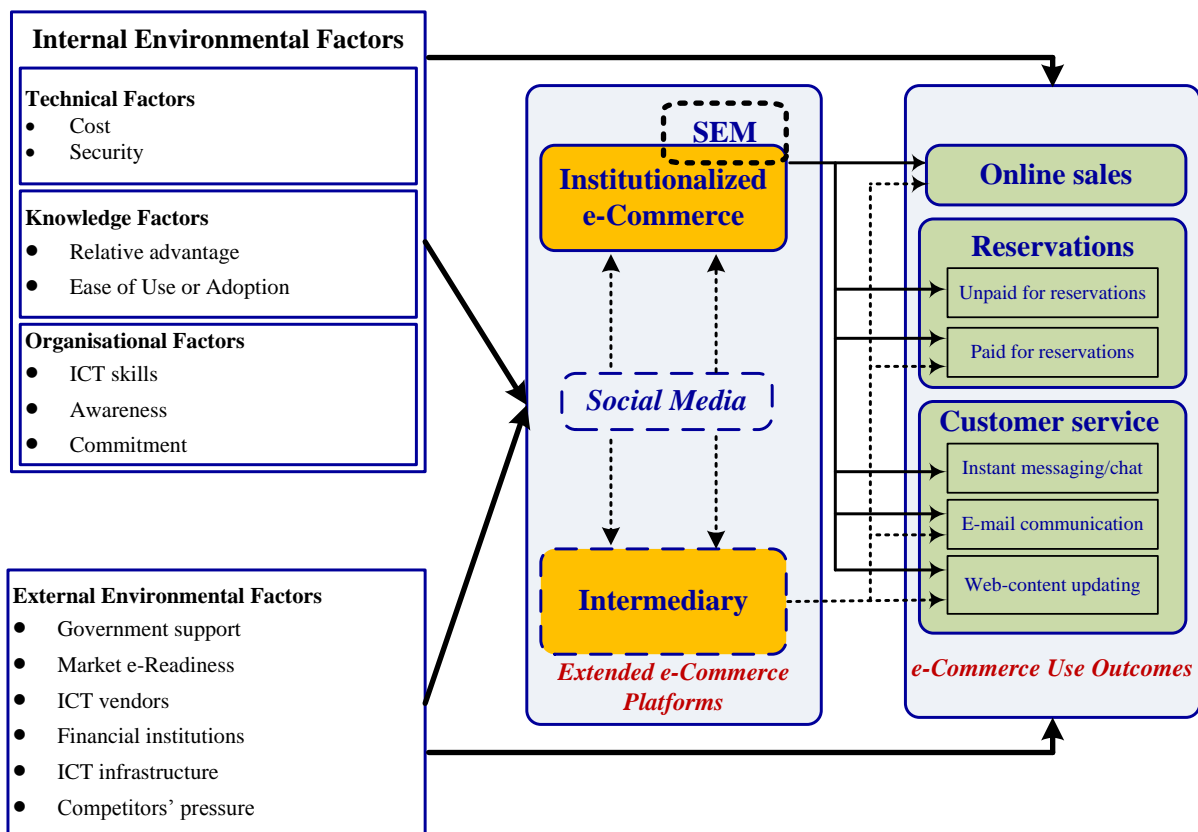 Internal Environmental Factors
Technical Factors
• Cost
• Security
Knowledge Factors
• Relative advantage
• Ease of Use or Adoption
Organisational Factors
• ICT skills
• Awareness
• Commitment
External Environmental Factors
• Government support
• Market e-Readiness
• ICT vendors
• Financial institutions
• ICT infrastructure
• Competitors’ pressure
SEM
Institutionalized
e-Commerce
Social Media
Intermediary
Extended e-Commerce
Platforms
Online sales
Reservations
Unpaid for reservations
Paid for reservations
Customer service
Instant messaging/chat
E-mail communication
Web-content updating
e-Commerce Use Outcomes